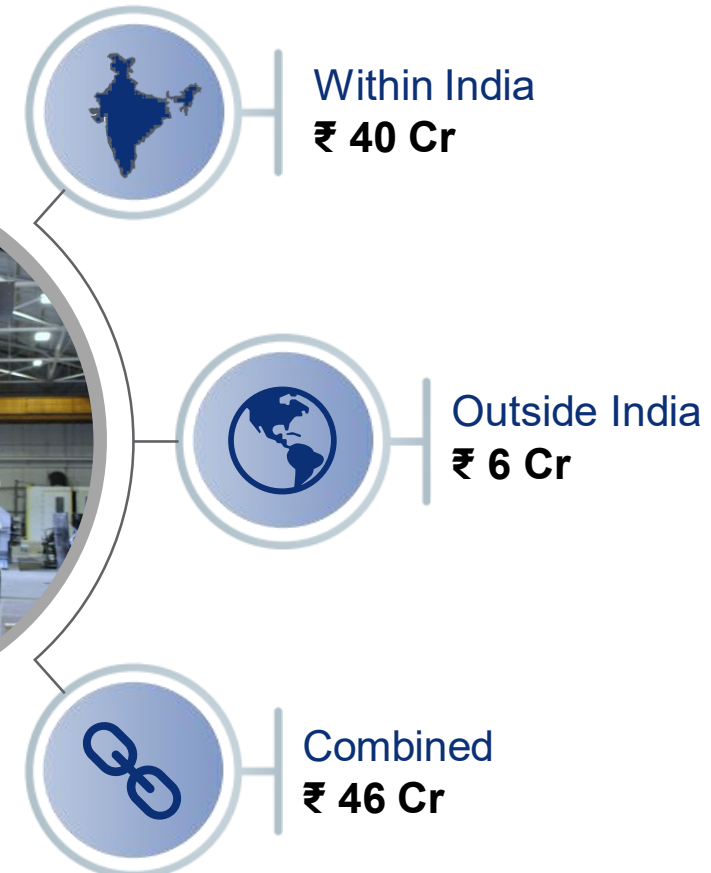 Within India
₹ 40 Cr
Outside India
₹ 6 Cr
Combined
₹ 46 Cr